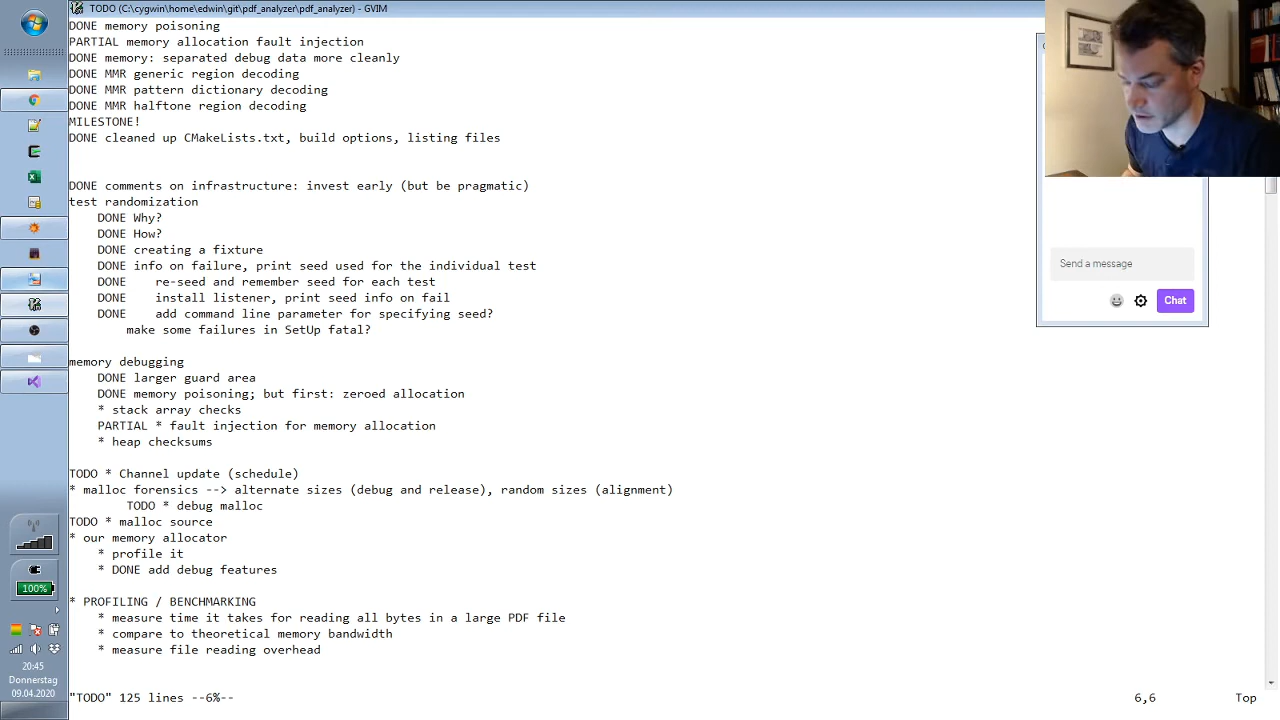 TODO (C:\cygwin\home\edwin\git\pdf_analyzer\pdf_analyzer) - GVIM
DONE memory poisoning
PARTIAL memory allocation fault injection
DONE memory: separated debug data more cleanly
DONE MMR generic region decoding
DONE MMR pattern dictionary decoding
DONE MMR halftone region decoding
MILESTONE!
DONE cleaned up CMakeLists.txt, build options, listing files
DONE comments on infrastructure: invest early (but be pragmatic)
test randomization
DONE Why?
DONE How?
DONE creating a fixture
DONE info on failure, print seed used for the individual test
DONE re-seed and remember seed for each test
DONE install listener, print seed info on fail
DONE add command line parameter for specifying seed?
make some failures in SetUp fatal?
memory debugging
DONE larger guard area
DONE memory poisoning; but first: zeroed allocation
* stack array checks
PARTIAL * fault injection for memory allocation
* heap checksums
TODO * Channel update (schedule)
* malloc forensics --> alternate sizes (debug and release), random sizes (alignment)
TODO * debug malloc
TODO * malloc source
* our memory allocator
* profile it
* DONE add debug features
* PROFILING / BENCHMARKING
* measure time it takes for reading all bytes in a large PDF file
* compare to theoretical memory bandwidth
* measure file reading overhead
"TODO" 125 lines --6%--
6,6
Top
Send a message
Chat
100%
20:45
Donnerstag
09.04.2020